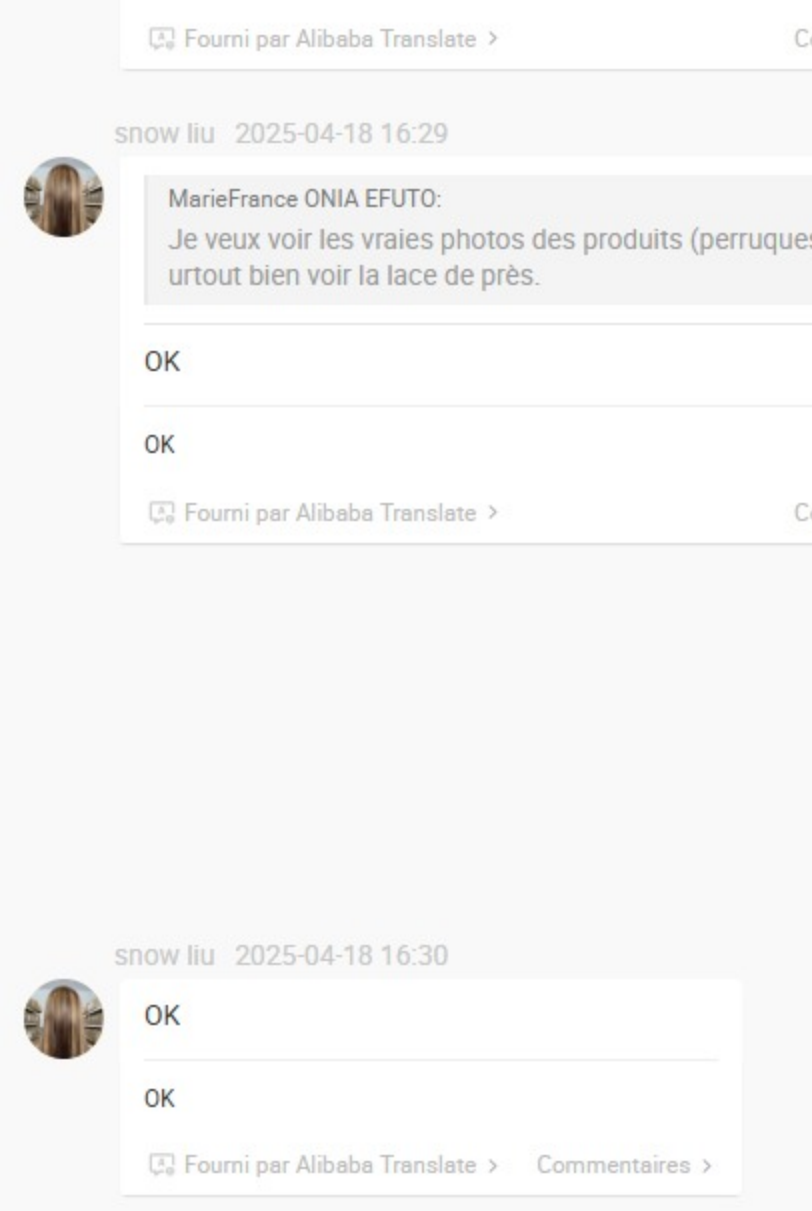 Fourni par Alibaba Translate >
snow liu 2025-04-18 16:29
MarieFrance ONIA EFUTO:
Je veux voir les vraies photos des produits (perruques
urtout bien voir la lace de près.
OK
OK
Fourni par Alibaba Translate >
snow liu 2025-04-18 16:30
OK
OK
Fourni par Alibaba Translate > Commentaires >